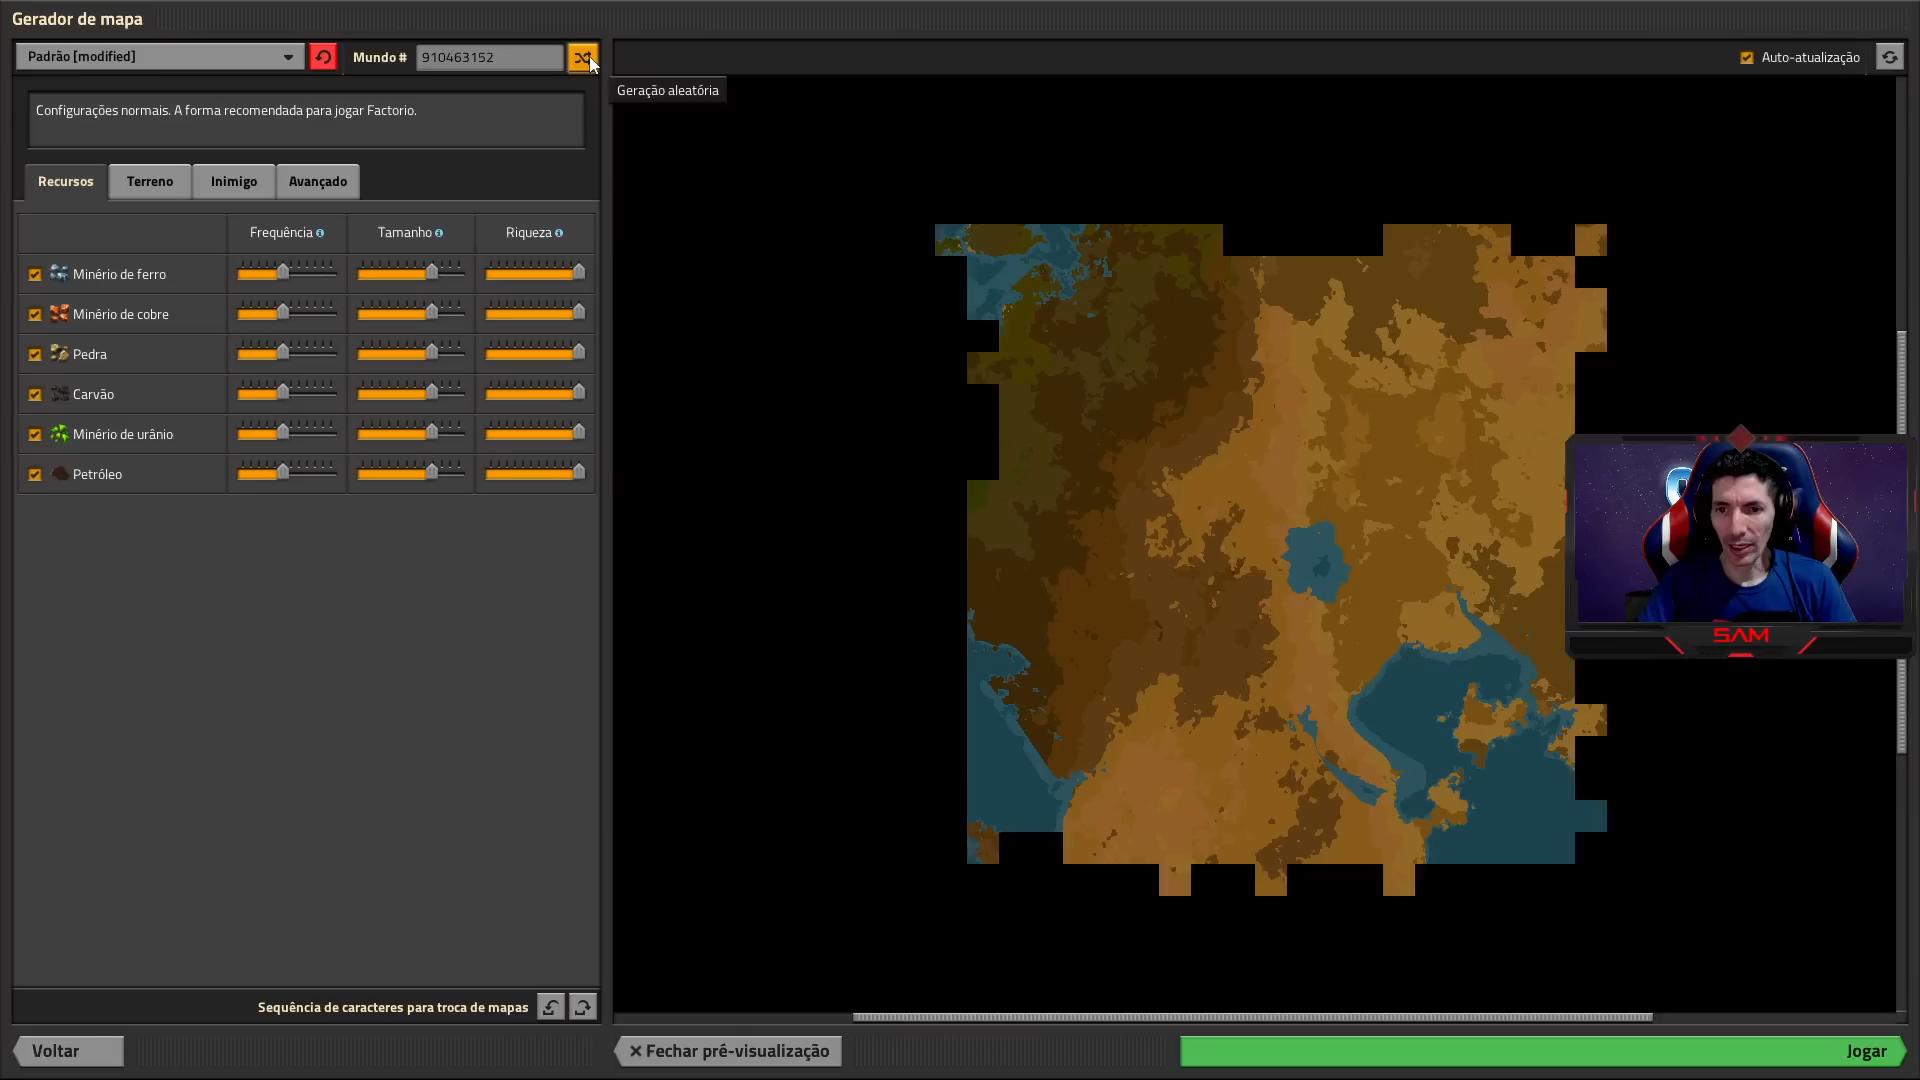 Gerador de mapa
Padrão [modified]
Mundo #
910463152
Auto-atualização
Geração aleatória
Configurações normais. A forma recomendada para jogar Factorio.
Recursos
Terreno
Inimigo
Avançado
Frequência
Tamanho
Riqueza
Minério de ferro
Minério de cobre
Pedra
Carvão
Minério de urânio
Petróleo
SAM
Sequência de caracteres para troca de mapas
Voltar
Fechar pré-visualização
Jogar